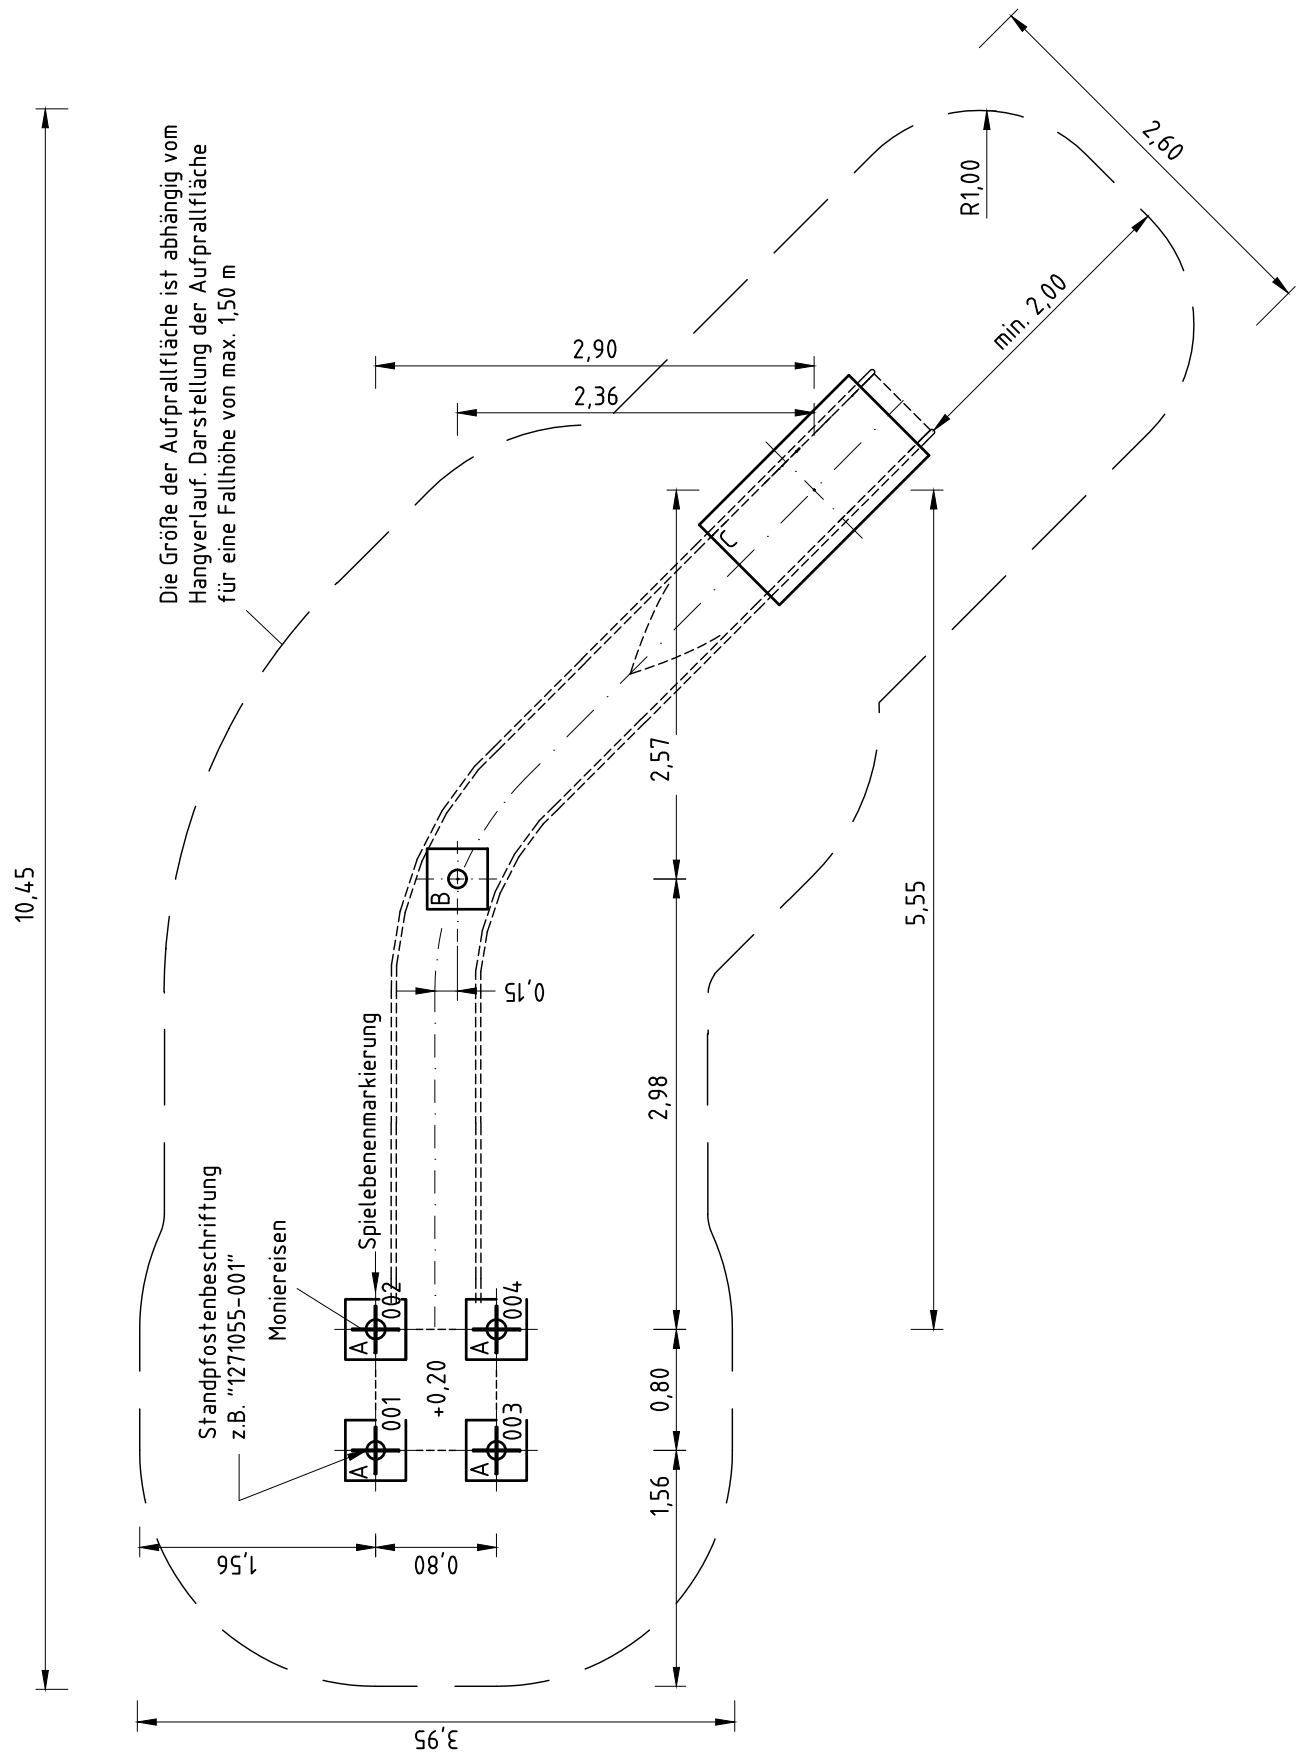 10,45
Die Größe der Aufprallfläche ist abhängig vom
Hangverlauf. Darstellung der Aufprallfläche
für eine Fallhöhe von max. 1,50 m
2,60
R1,00
min. 2,00
2,90
2,36
C
2,57
5,55
B
0,15
2,98
Spielebenenmarkierung
Standpfostenbeschriftung
z.B. "1271055-001"
Moniereisen
A
002
A
004
+0,20
A
001
A
003
0,80
1,56
1,56
0,80
3,95